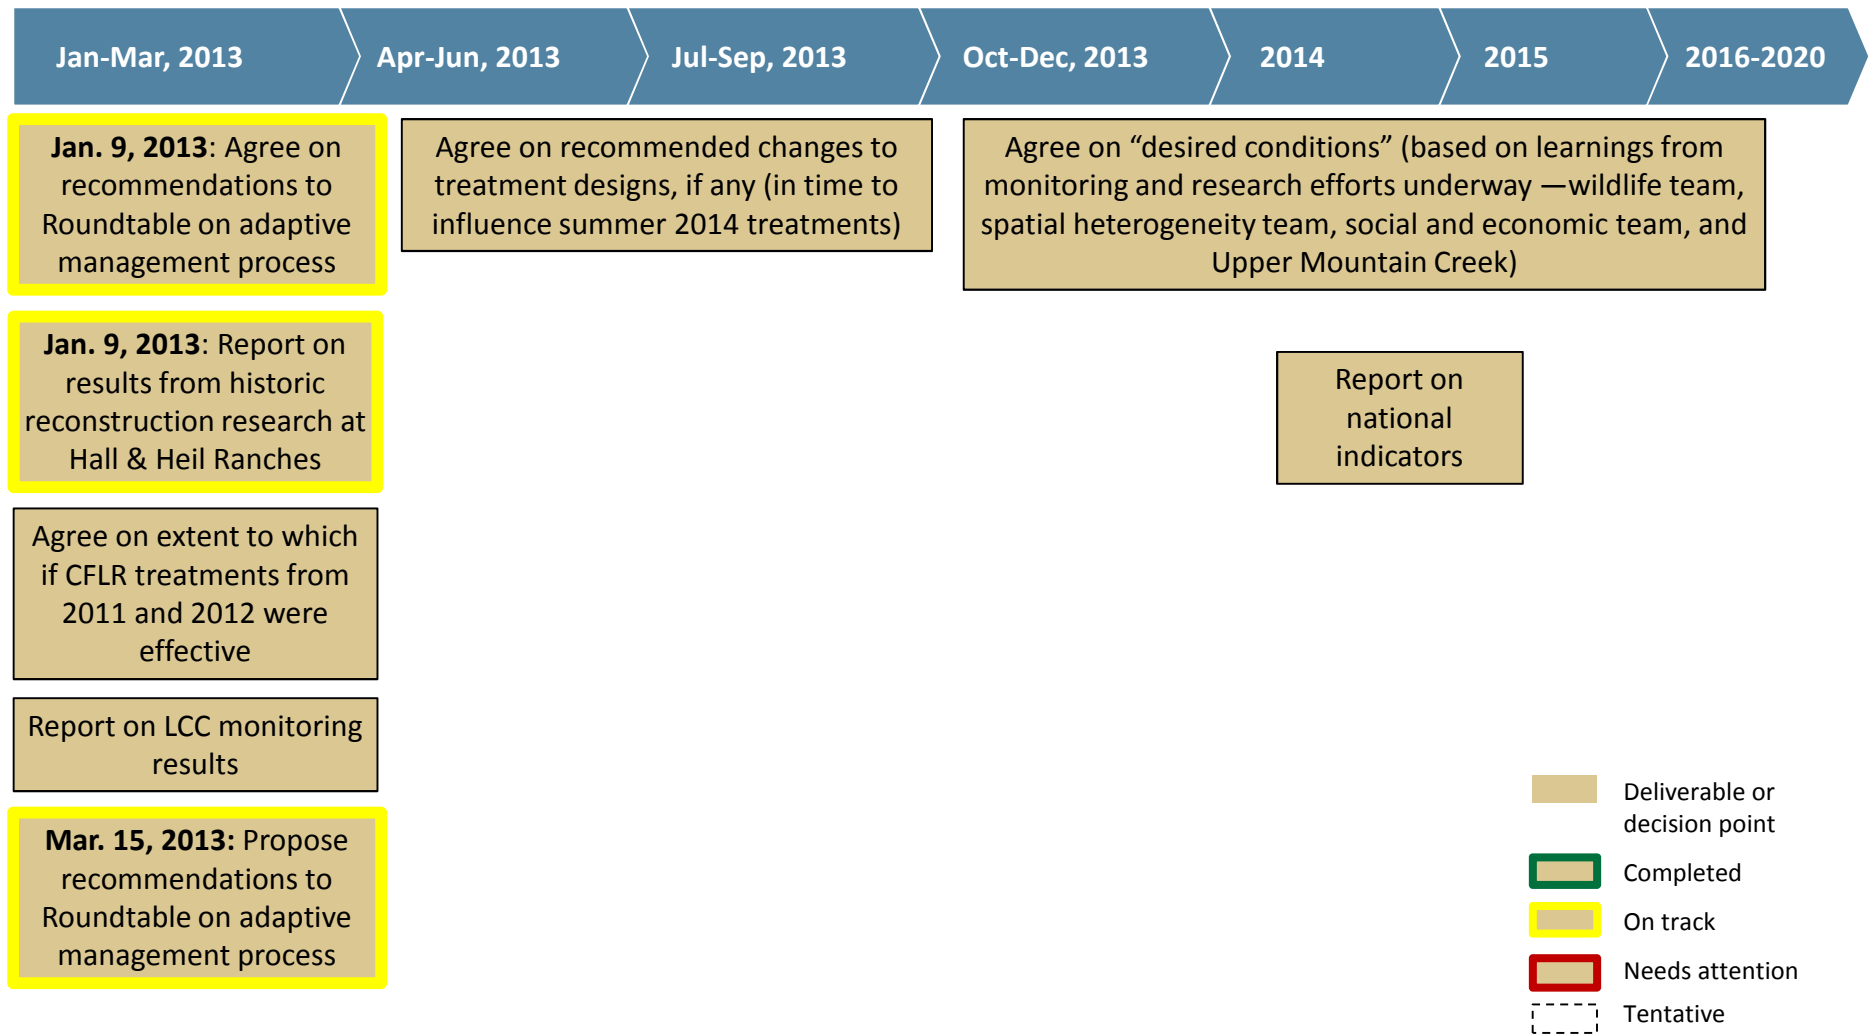 Jan-Mar, 2013
Apr-Jun, 2013
Jul-Sep, 2013
Oct-Dec, 2013
2014
2015
2016-2020
Jan. 9, 2013: Agree on
recommendations to
Roundtable on adaptive
management process
Agree on recommended changes to
treatment designs, if any (in time to
influence summer 2014 treatments)
Agree on “desired conditions” (based on learnings from
monitoring and research efforts underway —wildlife team,
spatial heterogeneity team, social and economic team, and
Upper Mountain Creek)
Jan. 9, 2013: Report on
results from historic
reconstruction research at
Hall & Heil Ranches
Report on
national
indicators
Agree on extent to which
if CFLR treatments from
2011 and 2012 were
effective
Report on LCC monitoring
results
Mar. 15, 2013: Propose
recommendations to
Roundtable on adaptive
management process
Deliverable or
decision point
Completed
On track
Needs attention
Tentative